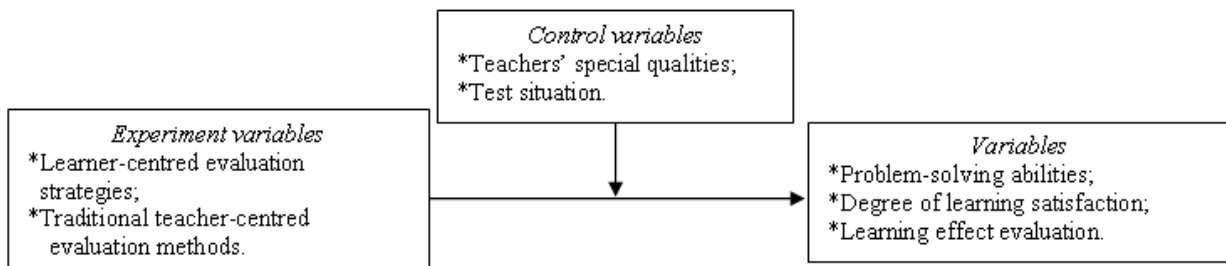 Control variables
*Teachers' special qualities;
*Test situation.
Experiment variables
*Learner-centred evaluation
strategies;
*Traditional teacher-centred
evaluation methods.
Variables
*Problem-solving abilities;
*Degree of learning satisfaction;
*Learning effect evaluation.